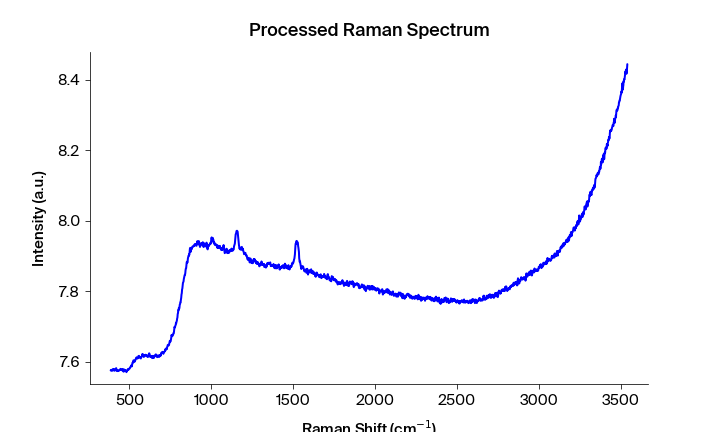 Processed Raman Spectrum
Intensity (a.u.)
8.4
8.2
8.0
7.8
7.6
500 1000 1500 2000 2500 3000 3500
Raman Shift (cm⁻¹)